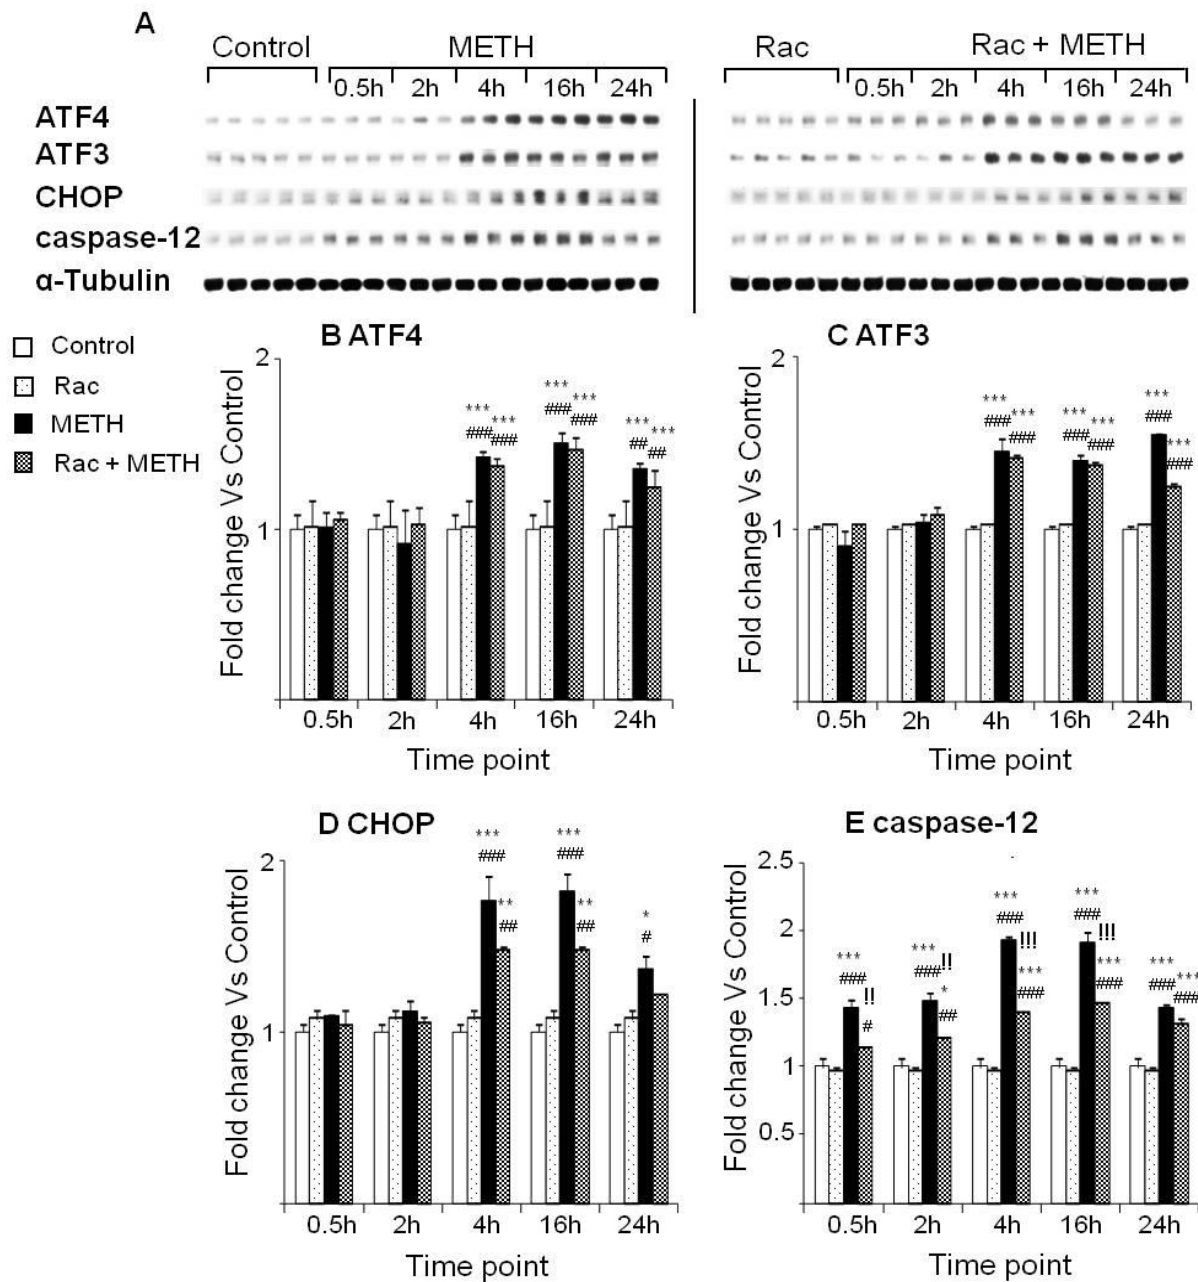 A
Control METH Rac Rac + METH
0.5h 2h 4h 16h 24h 0.5h 2h 4h 16h 24h
ATF4
ATF3
CHOP
caspase-12
α-Tubulin
Control
Rac
METH
Rac + METH
B ATF4
Fold change Vs Control
2
1
*** *** *** *** *** ***
### ### ### ### ## ##
0.5h 2h 4h 16h 24h
Time point
C ATF3
Fold change Vs Control
2
1
*** *** *** *** *** ***
### ### ### ### ### ###
0.5h 2h 4h 16h 24h
Time point
D CHOP
Fold change Vs Control
2
1
*** ** *** ** *
### ## ### ## #
0.5h 2h 4h 16h 24h
Time point
E caspase-12
Fold change Vs Control
2.5
2
1.5
1
0.5
*** *** * *** *** *** *** *** ***
### !! # ### !! ## ### !!! ### ### !!! ### ### ###
0.5h 2h 4h 16h 24h
Time point